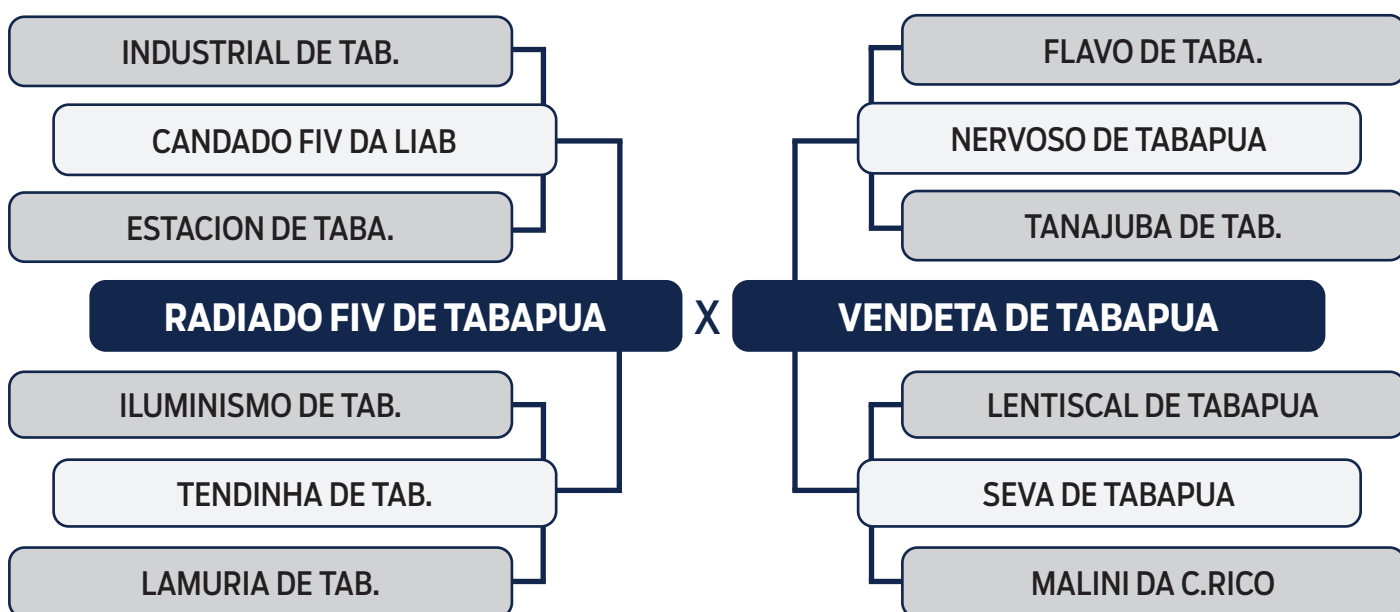 INDUSTRIAL DE TAB.
CANDADO FIV DA LIAB
ESTACION DE TABA.
RADIADO FIV DE TABAPUA
ILUMINISMO DE TAB.
TENDINHA DE TAB.
LAMURIA DE TAB.
X
FLAVO DE TABA.
NERVOSO DE TABAPUA
TANAJUBA DE TAB.
VENDETA DE TABAPUA
LENTISCAL DE TABAPUA
SEVA DE TABAPUA
MALINI DA C.RICO